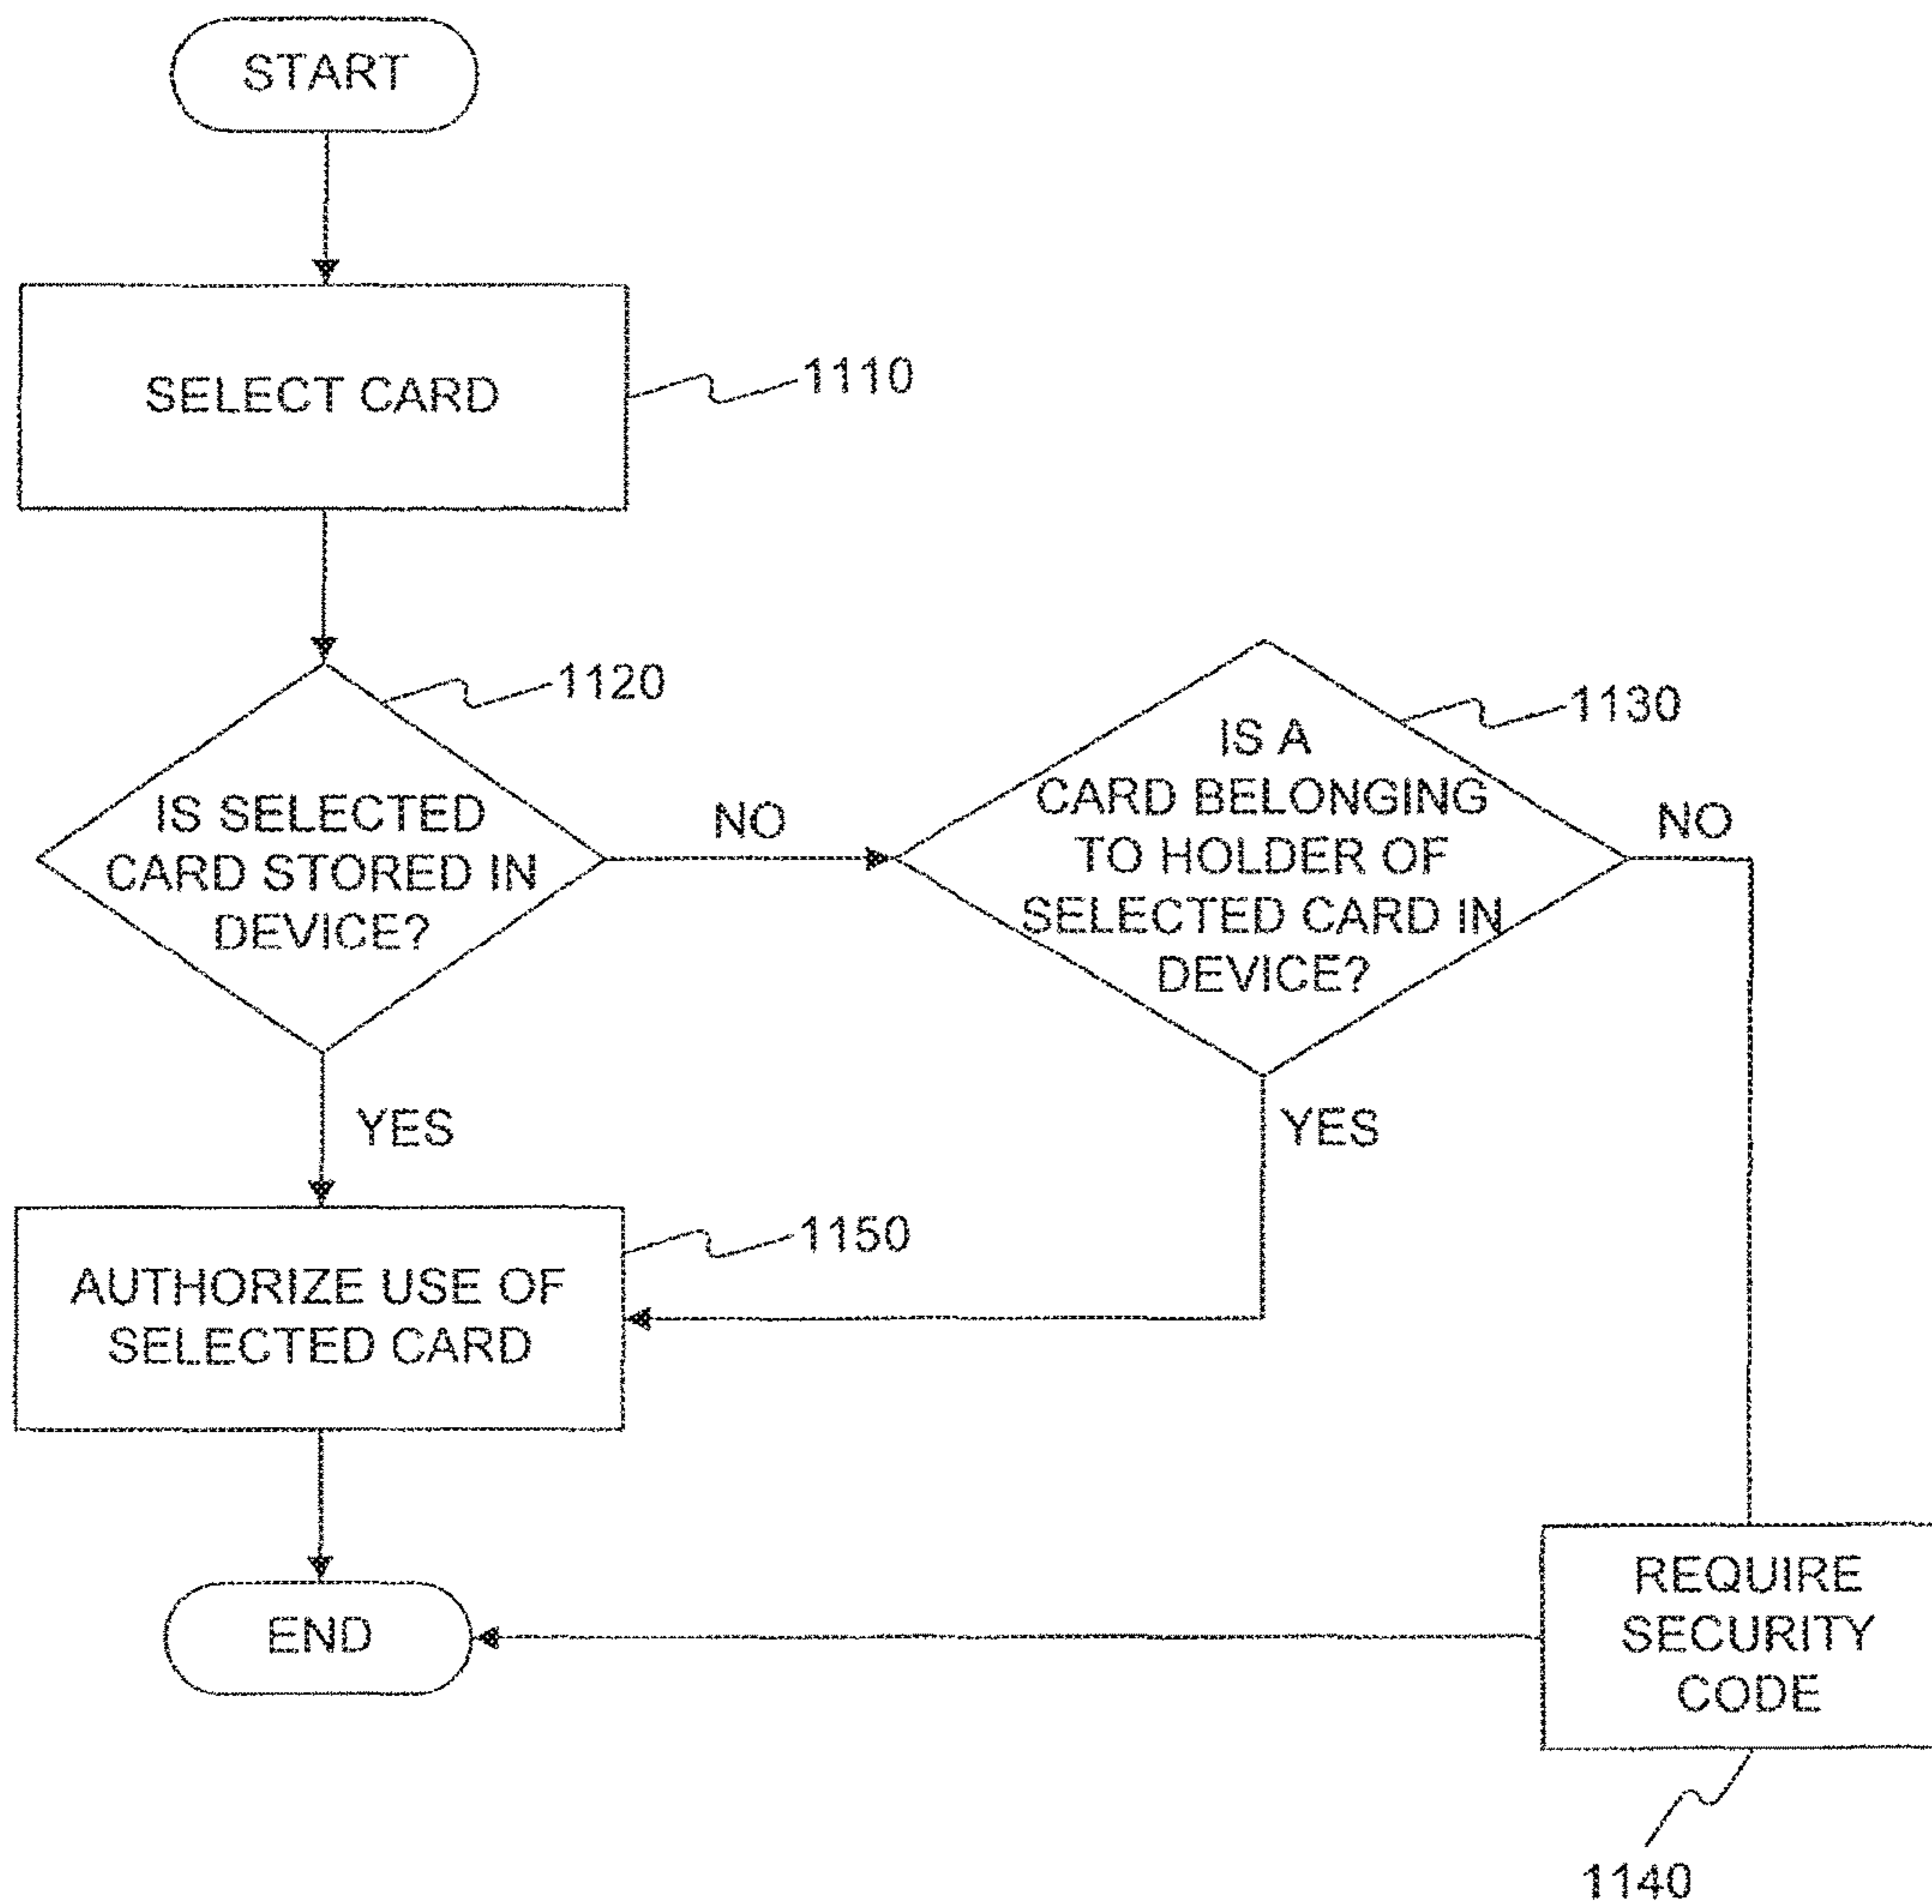 START
SELECT CARD
1110
1120
IS SELECTED
CARD STORED IN
DEVICE?
NO
1130
IS A
CARD BELONGING
TO HOLDER OF
SELECTED CARD IN
DEVICE?
NO
YES
YES
1150
AUTHORIZE USE OF
SELECTED CARD
END
REQUIRE
SECURITY
CODE
1140